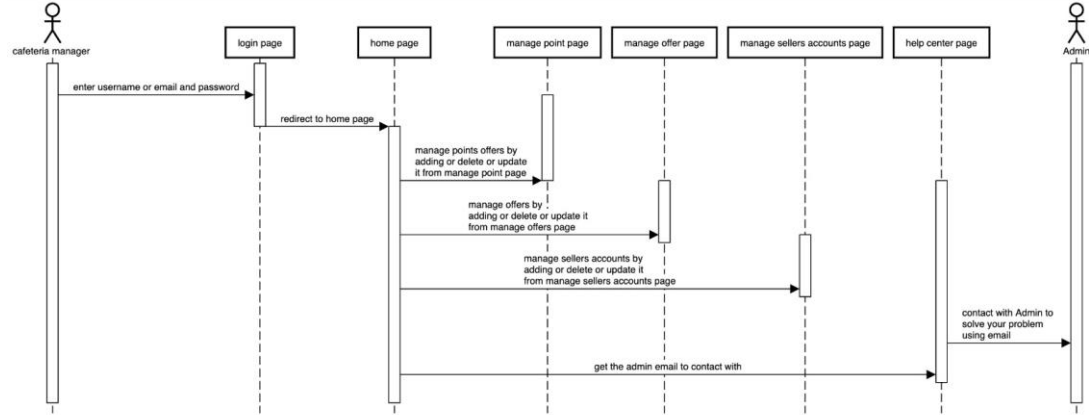 cafeteria manager
login page
home page
manage point page
manage offer page
manage sellers accounts page
help center page
Admin
enter username or email and password
redirect to home page
manage points offers by
adding or delete or update
it from manage point page
manage offers by
adding or delete or update it
from manage offers page
manage sellers accounts by
adding or delete or update it
from manage sellers accounts page
contact with Admin to
solve your problem
using email
get the admin email to contact with